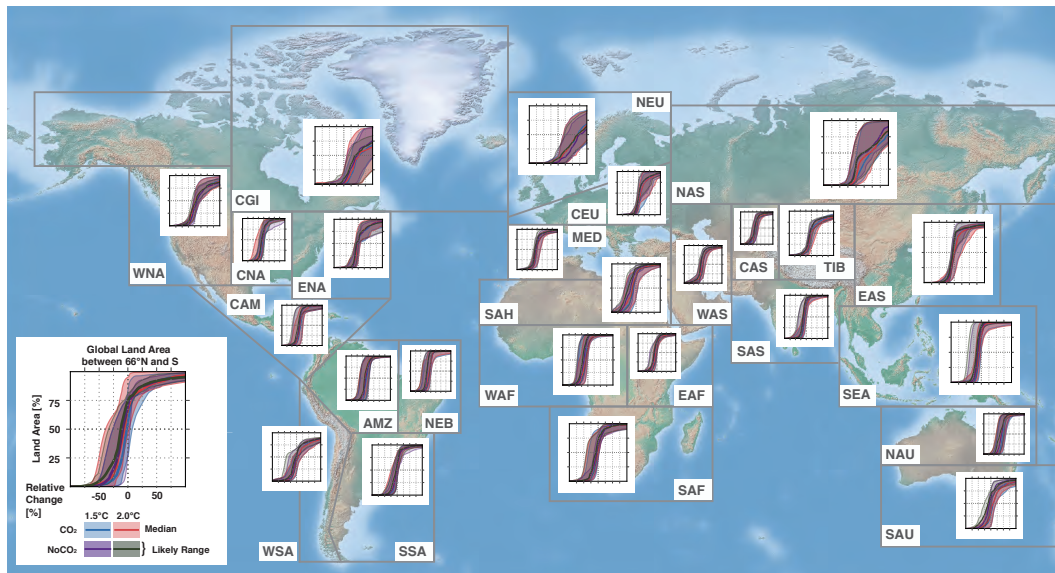 NEU
CGI
CEU
NAS
MED
WNA
CNA
ENA
CAS
TIB
CAM
SAH
WAS
EAS
SAS
Global Land Area
between 66°N and S
Land Area [%]
75
50
25
Relative
Change
[%]
-50 0 50
1.5°C 2.0°C
CO₂ Median
NoCO₂ } Likely Range
WAF
EAF
SEA
AMZ
NEB
NAU
SAF
WSA
SSA
SAU